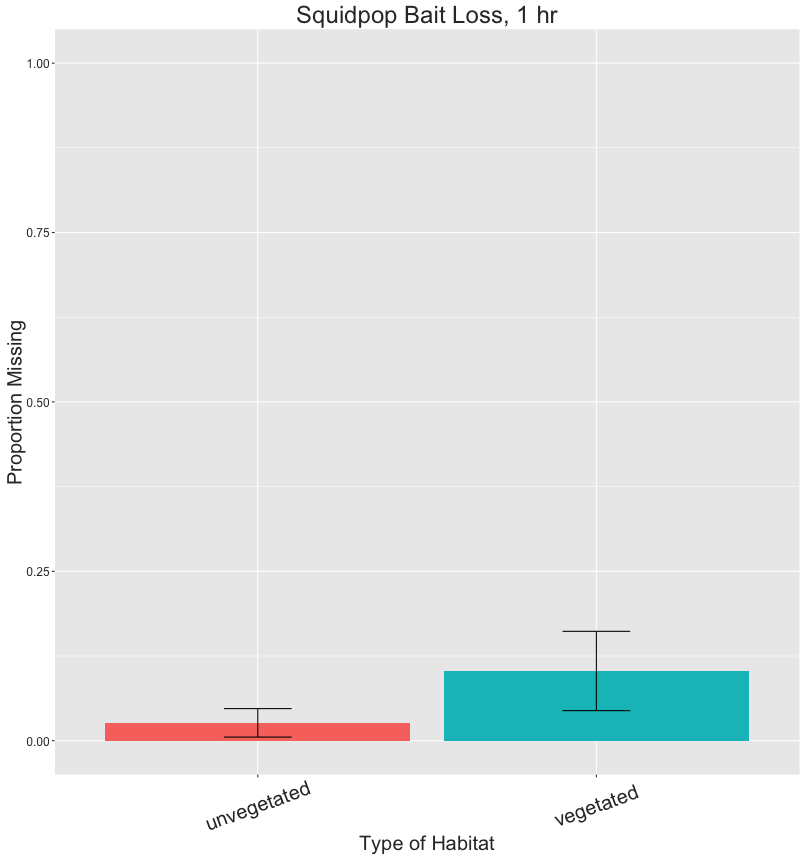 Squidpop Bait Loss, 1 hr
1.00
0.75
0.50
0.25
0.00
Proportion Missing
unvegetated
vegetated
Type of Habitat